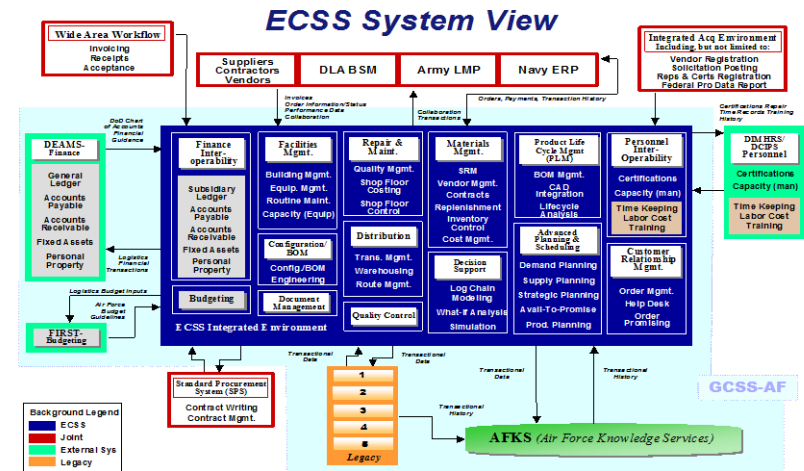 ECSS System View
Wide Area Workflow
Invoicing
Receipts
Acceptance
Suppliers
Contractors
Vendors
DLA BSM
Army LMP
Navy ERP
Integrated Acq Environment
Including, but not limited to:
Vendor Registration
Solicitation Posting
Reps & Certs Registration
Federal Pro Data Report
Invoices
Order Information/Status
Performance Data
Collaboration
Collaboration
Transactions
Orders, Payments, Transaction History
Certifications Repair
Time Records Training
History
DoD Chart
of Accounts
Financial
Guidance
DEAMS-
Finance
General
Ledger
Accounts
Payable
Accounts
Receivable
Fixed Assets
Personal
Property
Finance
Inter-
operability
Subsidiary
Ledger
Accounts
Payable
Accounts
Receivable
Fixed Assets
Personal
Property
Budgeting
Facilities
Mgmt.
Building Mgmt.
Equip. Mgmt.
Routine Maint.
Capacity (Equip)
Configuration/
BOM
Config./BOM
Engineering
Document
Management
Repair &
Maint.
Quality Mgmt.
Shop Floor
Costing
Shop Floor
Control
Distribution
Trans. Mgmt.
Warehousing
Route Mgmt.
Quality Control
Materials
Mgmt.
SRM
Vendor Mgmt.
Contracts
Replenishment
Inventory
Control
Cost Mgmt.
Decision
Support
Log Chain
Modeling
What-If Analysis
Simulation
Product Life
Cycle Mgmt
(PLM)
BOM Mgmt.
CAD
Integration
Lifecycle
Analysis
Advanced
Planning &
Scheduling
Demand Planning
Supply Planning
Strategic Planning
Avail-To-Promise
Prod. Planning
Personnel Inter-
Operability
Certifications
Capacity (man)
Time Keeping
Labor Cost
Training
Customer
Relationship
Mgmt.
Order Mgmt.
Help Desk
Order
Promising
DIMHRS/
DCIPS
Personnel
Certifications
Capacity (man)
Time Keeping
Labor Cost
Training
ECSS Integrated Environment
Logistics
Financial
Transactions
Logistics Budget Inputs
Air Force
Budget
Guidelines
FIRST-
Budgeting
Standard Procurement
System (SPS)
Contract Writing
Contract Mgmt.
Transactional
Data
Transactional
Data
1
2
3
4
5
Legacy
Transactional
History
Transactional
Data
Transactional
History
GCSS-AF
AFKS (Air Force Knowledge Services)
Background Legend
ECSS
Joint
External Sys
Legacy